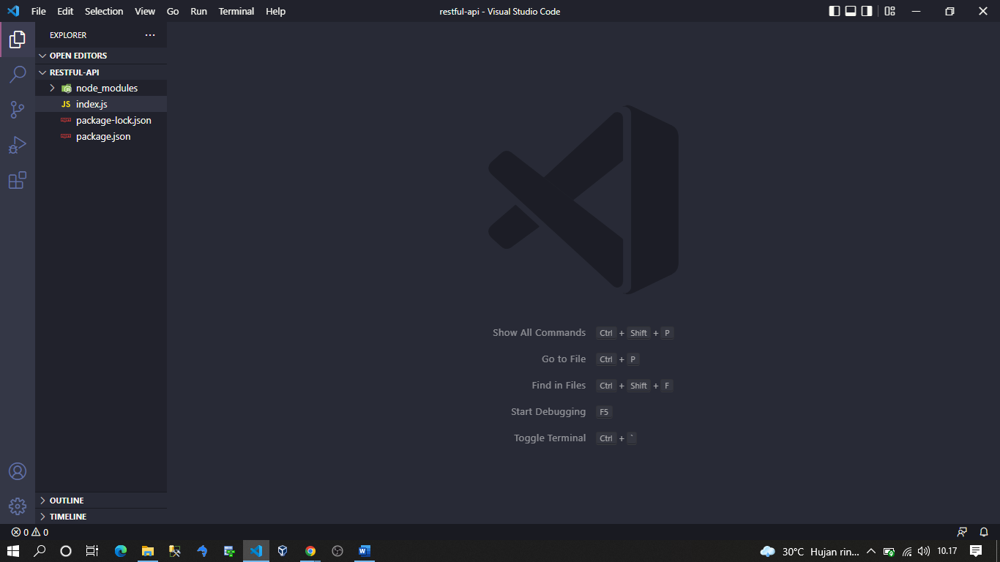 File Edit Selection View Go Run Terminal Help restful-api - Visual Studio Code
EXPLORER
OPEN EDITORS
RESTFUL-API
node_modules
JS index.js
package-lock.json
package.json
Show All Commands Ctrl + Shift + P
Go to File Ctrl + P
Find in Files Ctrl + Shift + F
Start Debugging F5
Toggle Terminal Ctrl + `
OUTLINE
TIMELINE
0 0
30°C Hujan rin... 10.17